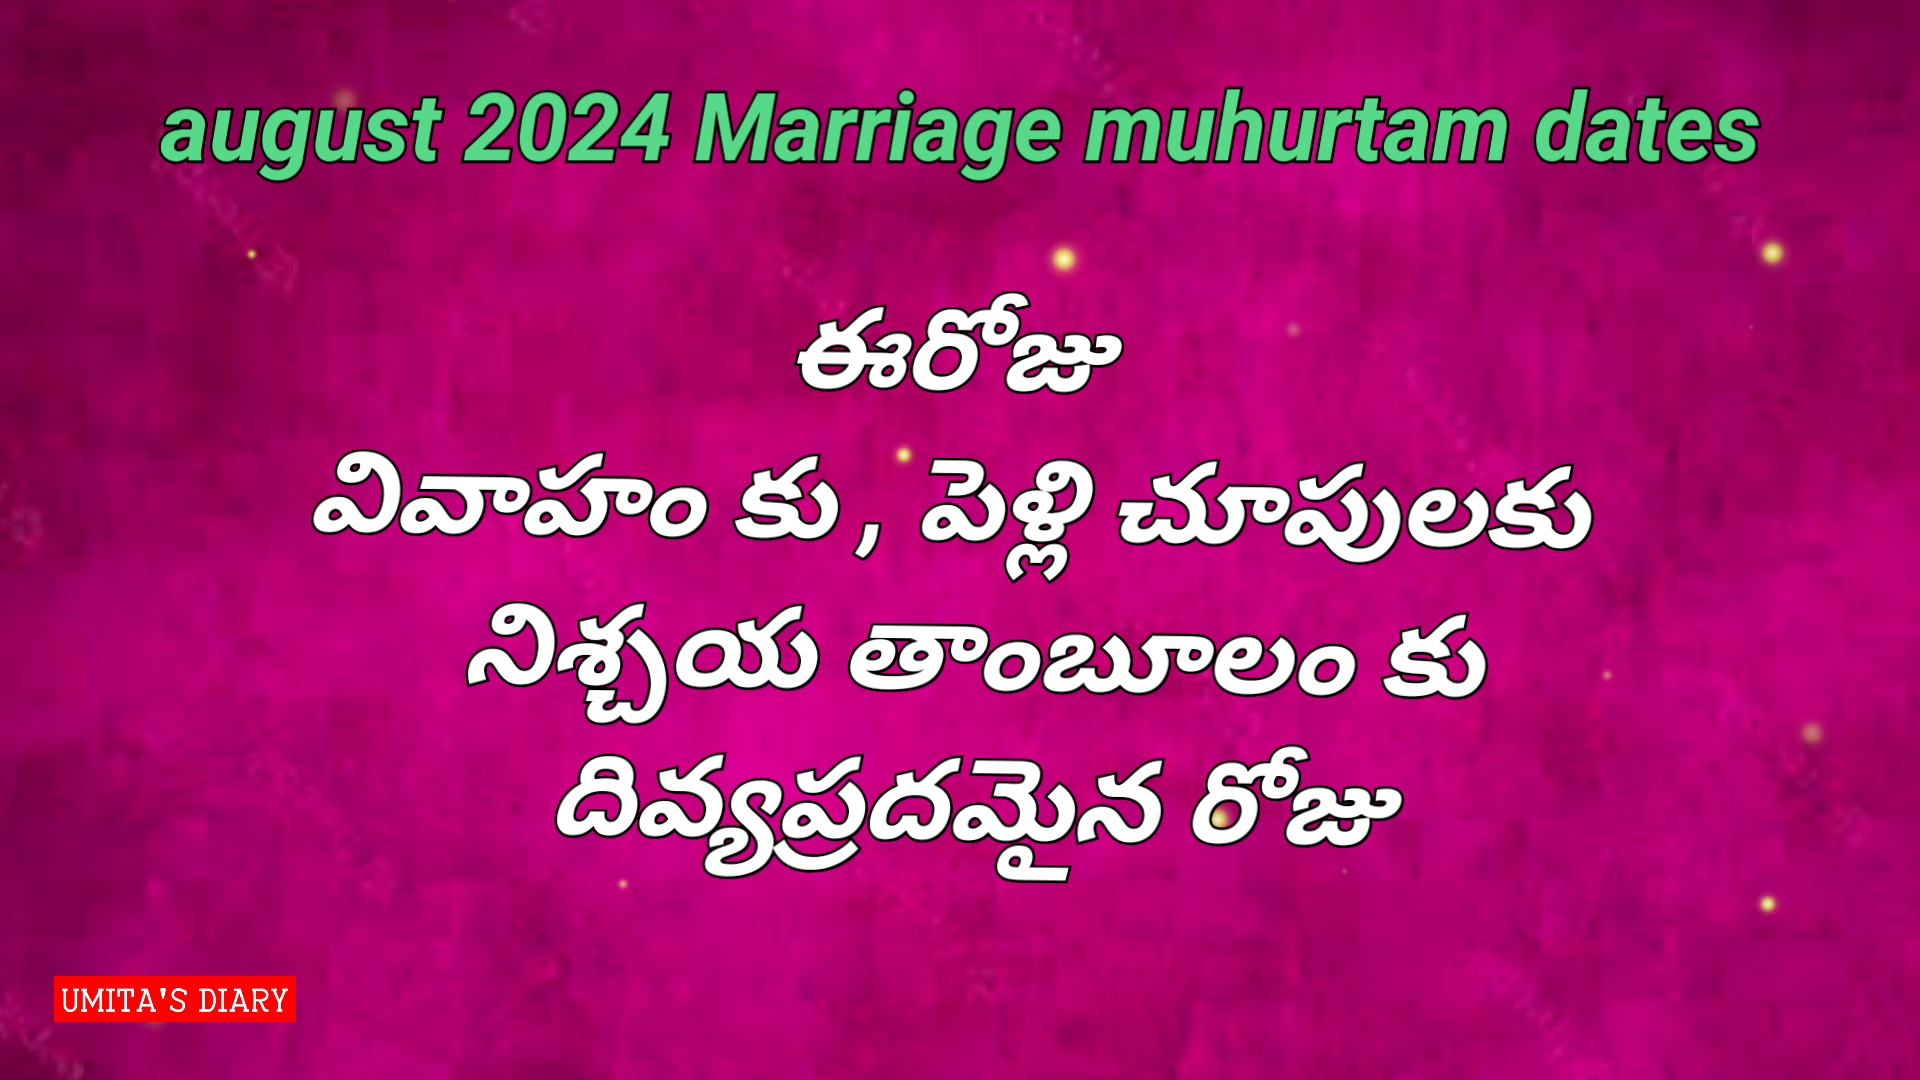 august 2024 Marriage muhurtam dates
ఈరోజు
వివాహం కు , పెళ్లి చూపులకు
నిశ్చయ తాంబూలం కు
దివ్యప్రదమైన రోజు
UMITA'S DIARY